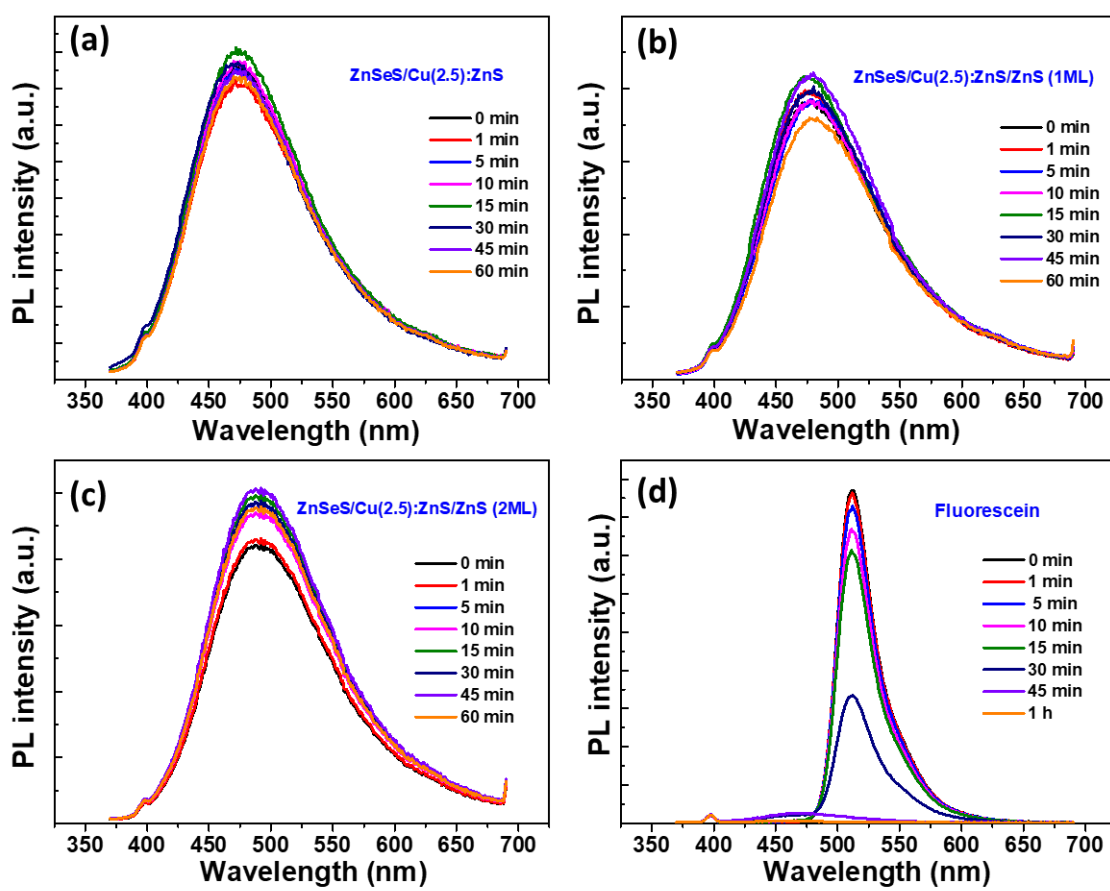 (a)
ZnSeS/Cu(2.5):ZnS
0 min
1 min
5 min
10 min
15 min
30 min
45 min
60 min
PL intensity (a.u.)
350 400 450 500 550 600 650 700
Wavelength (nm)
(b)
ZnSeS/Cu(2.5):ZnS/ZnS (1ML)
0 min
1 min
5 min
10 min
15 min
30 min
45 min
60 min
PL intensity (a.u.)
350 400 450 500 550 600 650 700
Wavelength (nm)
(c)
ZnSeS/Cu(2.5):ZnS/ZnS (2ML)
0 min
1 min
5 min
10 min
15 min
30 min
45 min
60 min
PL intensity (a.u.)
350 400 450 500 550 600 650 700
Wavelength (nm)
(d)
Fluorescein
0 min
1 min
5 min
10 min
15 min
30 min
45 min
1 h
PL intensity (a.u.)
350 400 450 500 550 600 650 700
Wavelength (nm)